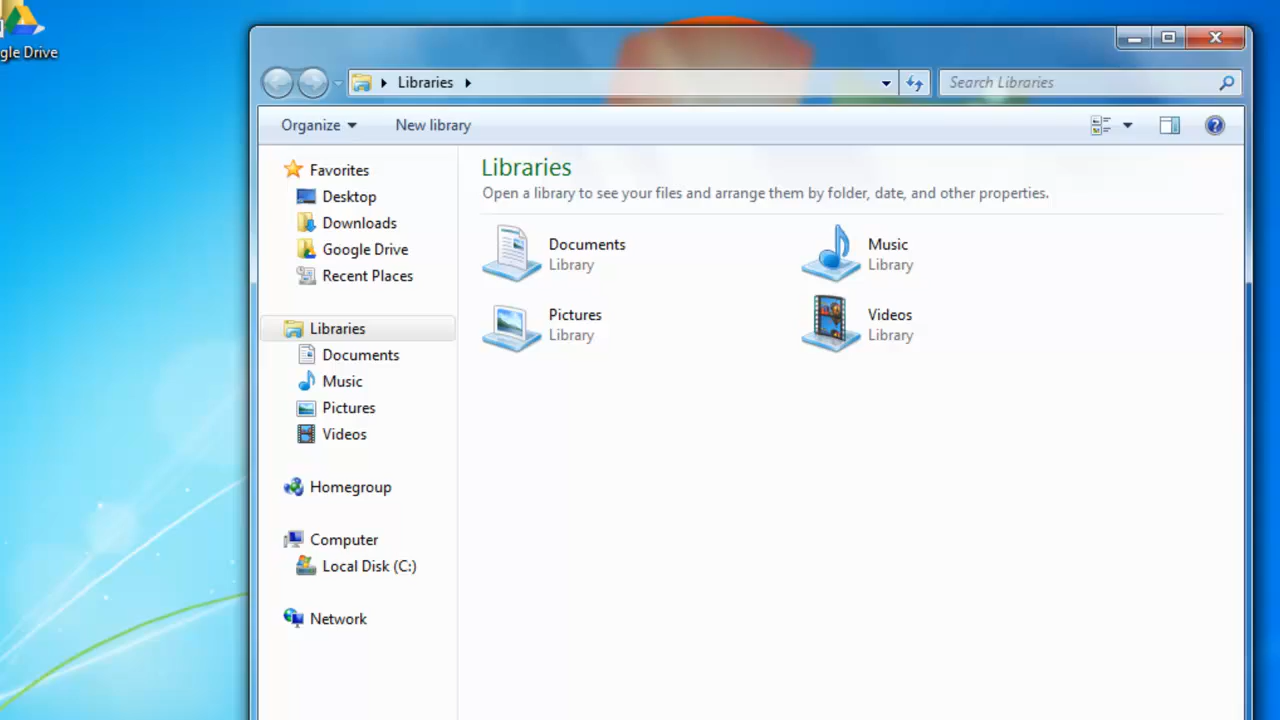 gle Drive
Libraries
Search Libraries
Organize
New library
Favorites
Desktop
Downloads
Google Drive
Recent Places
Libraries
Documents
Music
Pictures
Videos
Homegroup
Computer
Local Disk (C:)
Network
Libraries
Open a library to see your files and arrange them by folder, date, and other properties.
Documents
Library
Music
Library
Pictures
Library
Videos
Library